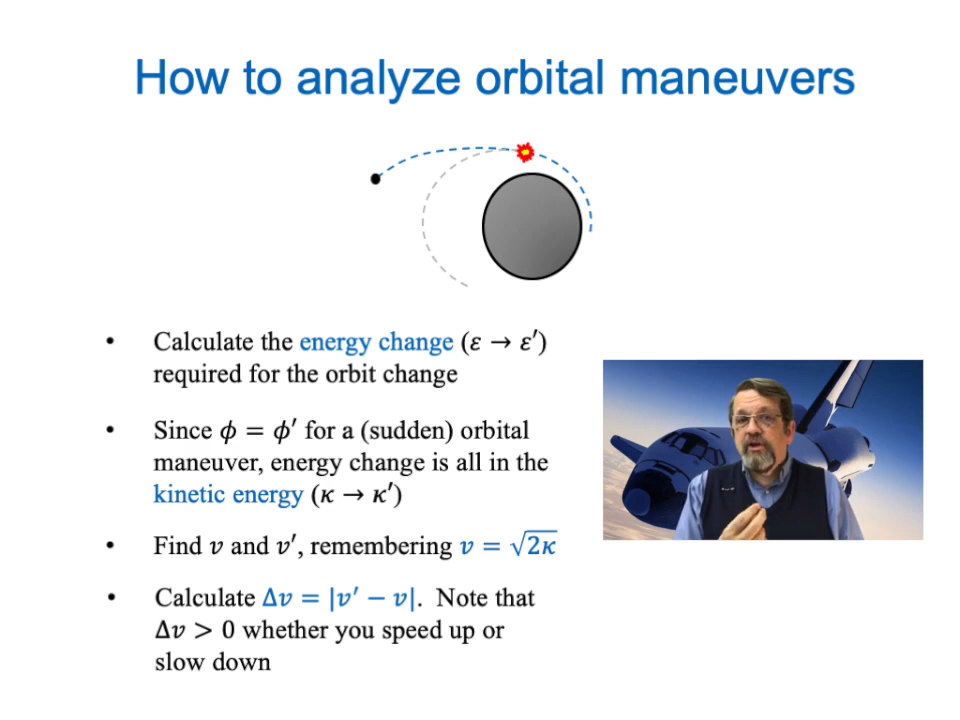 How to analyze orbital maneuvers
• Calculate the energy change (ε → ε′)
required for the orbit change
• Since ϕ = ϕ′ for a (sudden) orbital
maneuver, energy change is all in the
kinetic energy (κ → κ′)
• Find v and v′, remembering v = √2κ
• Calculate Δv = |v′ − v|. Note that
Δv > 0 whether you speed up or
slow down